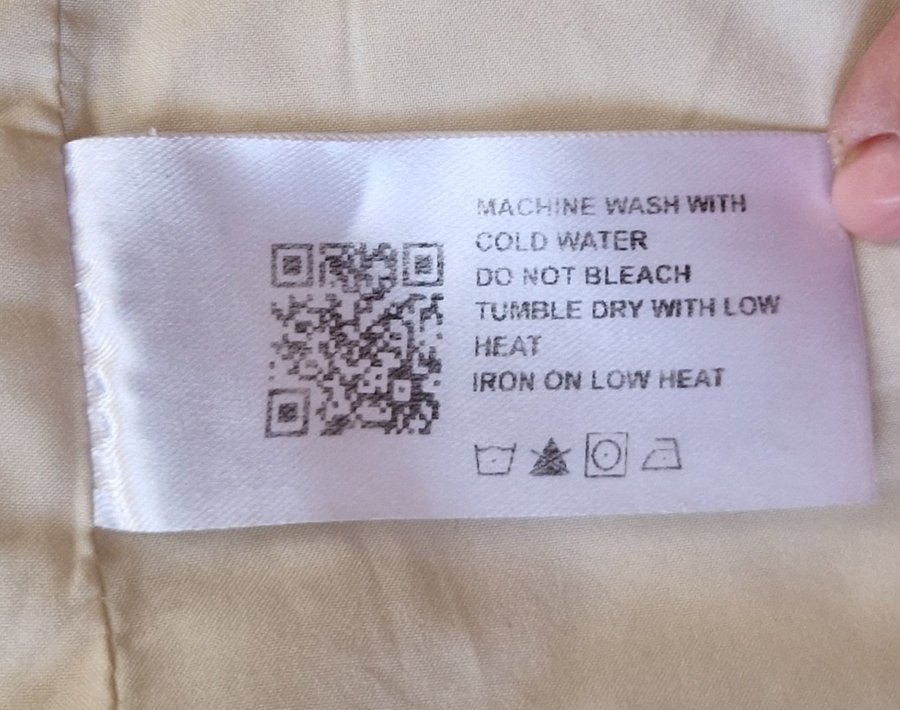 MACHINE WASH WITH
COLD WATER
DO NOT BLEACH
TUMBLE DRY WITH LOW
HEAT
IRON ON LOW HEAT